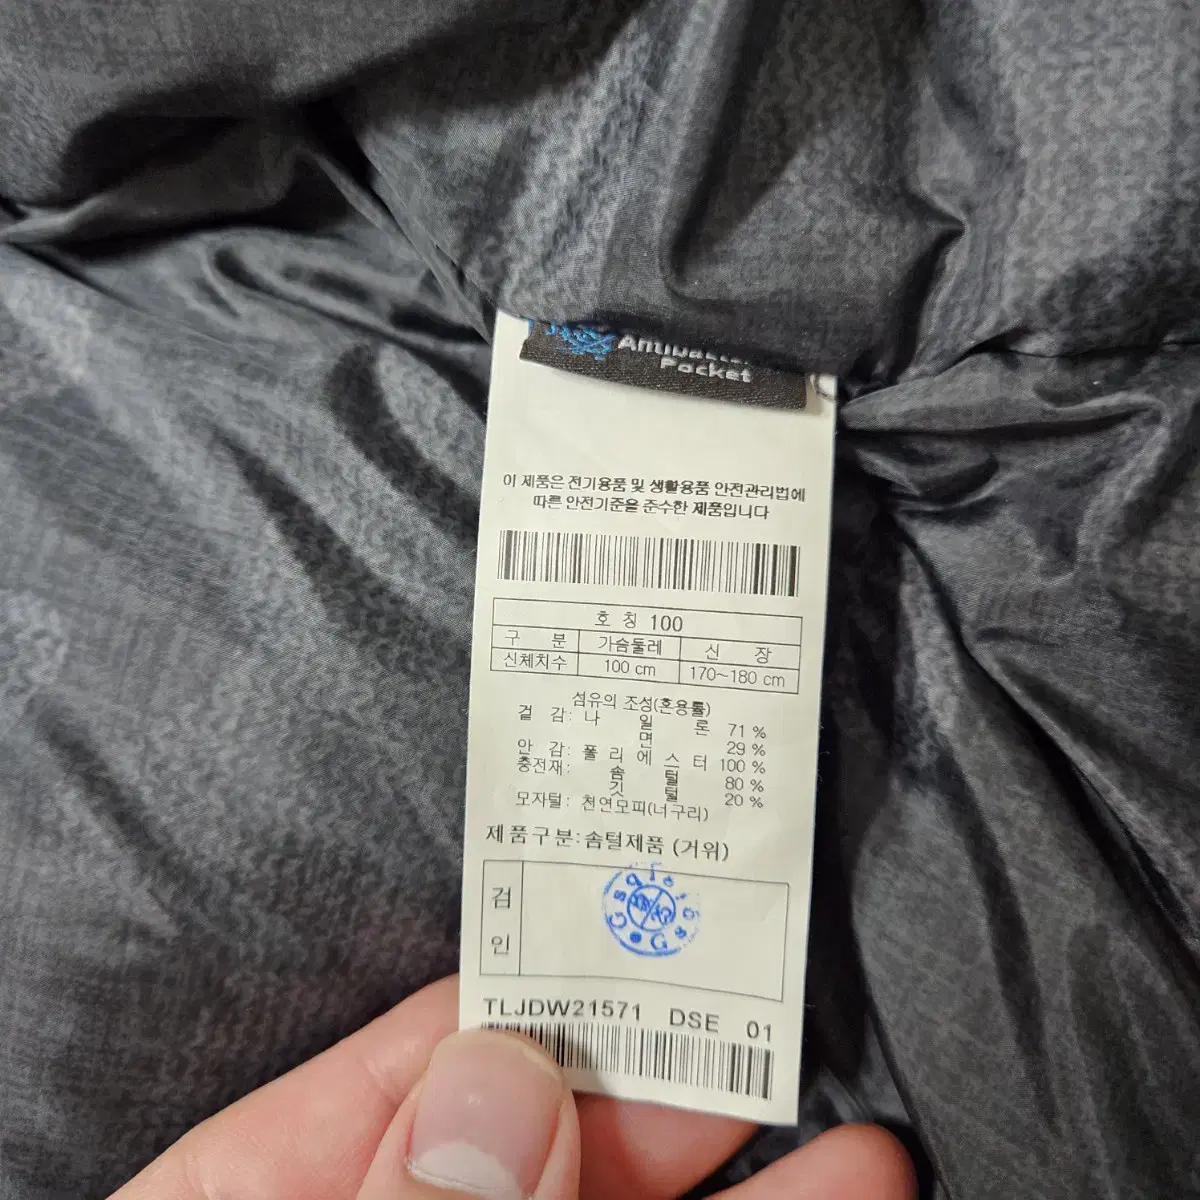 Pocket
이 제품은 전기용품 및 생활용품 안전관리법에
따른 안전기준을 준수한 제품입니다
호 칭 100
구 분 가슴둘레 신 장
신체치수 100 cm 170~180 cm
섬유의 조성(혼용률)
겉 감: 나 일 론 71 %
면 29 %
안 감: 폴 리 에 스 터 100 %
충전재: 솜 털 80 %
깃 털 20 %
모자털: 천연모피(너구리)
제품구분:솜털제품 (거위)
검
인
TLJDW21571 DSE 01